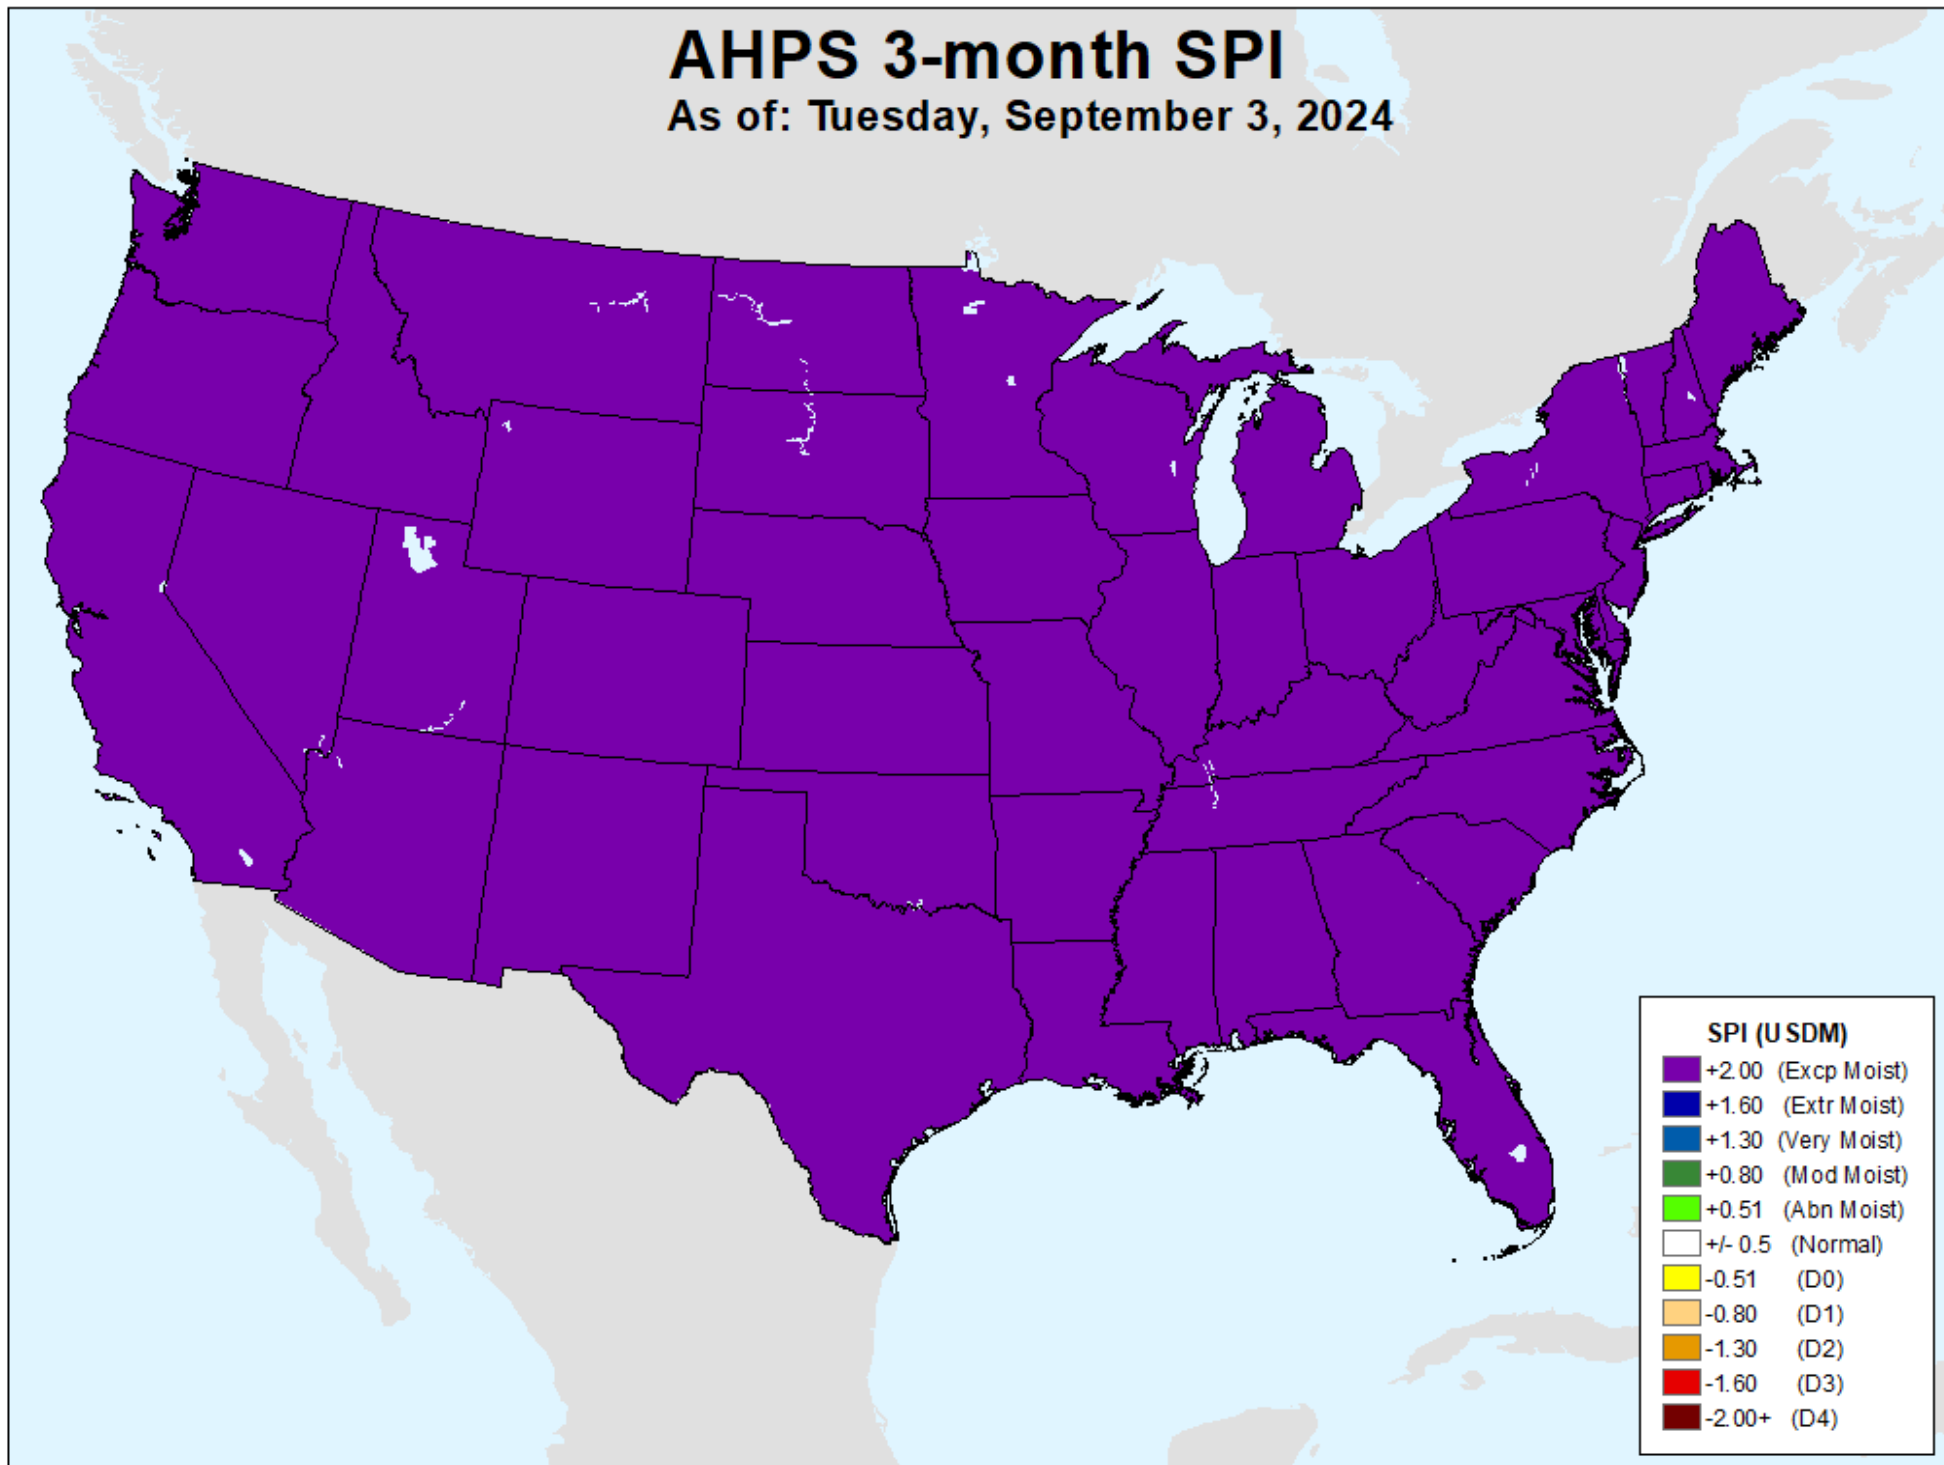 AHPS 3-month SPI
As of: Tuesday, September 3, 2024
SPI (USDM)
+2.00 (Excp Moist)
+1.60 (Extr Moist)
+1.30 (Very Moist)
+0.80 (Mod Moist)
+0.51 (Abn Moist)
+/- 0.5 (Normal)
-0.51 (D0)
-0.80 (D1)
-1.30 (D2)
-1.60 (D3)
-2.00+ (D4)